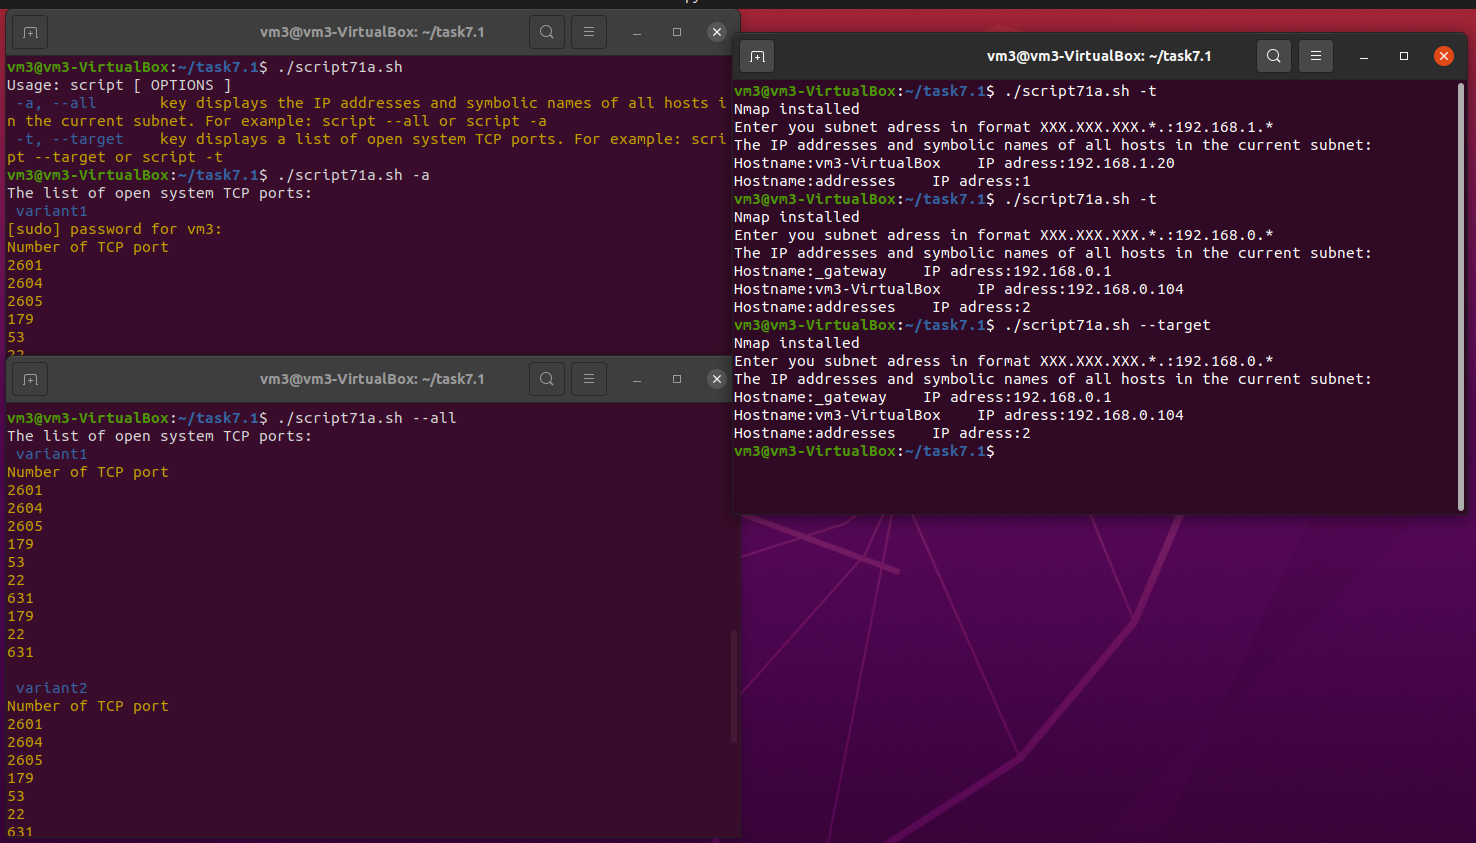 vm3@vm3-VirtualBox: ~/task7.1
vm3@vm3-VirtualBox:~/task7.1$ ./script71a.sh
Usage: script [ OPTIONS ]
 -a, --all       key displays the IP addresses and symbolic names of all hosts i
n the current subnet. For example: script --all or script -a
 -t, --target    key displays a list of open system TCP ports. For example: scri
pt --target or script -t
vm3@vm3-VirtualBox:~/task7.1$ ./script71a.sh -a
The list of open system TCP ports:
 variant1
[sudo] password for vm3:
Number of TCP port
2601
2604
2605
179
53
22
vm3@vm3-VirtualBox: ~/task7.1
vm3@vm3-VirtualBox:~/task7.1$ ./script71a.sh --all
The list of open system TCP ports:
 variant1
Number of TCP port
2601
2604
2605
179
53
22
631
179
22
631
 variant2
Number of TCP port
2601
2604
2605
179
53
22
631
vm3@vm3-VirtualBox: ~/task7.1
vm3@vm3-VirtualBox:~/task7.1$ ./script71a.sh -t
Nmap installed
Enter you subnet adress in format XXX.XXX.XXX.*.:192.168.1.*
The IP addresses and symbolic names of all hosts in the current subnet:
Hostname:vm3-VirtualBox    IP adress:192.168.1.20
Hostname:addresses    IP adress:1
vm3@vm3-VirtualBox:~/task7.1$ ./script71a.sh -t
Nmap installed
Enter you subnet adress in format XXX.XXX.XXX.*.:192.168.0.*
The IP addresses and symbolic names of all hosts in the current subnet:
Hostname:_gateway    IP adress:192.168.0.1
Hostname:vm3-VirtualBox    IP adress:192.168.0.104
Hostname:addresses    IP adress:2
vm3@vm3-VirtualBox:~/task7.1$ ./script71a.sh --target
Nmap installed
Enter you subnet adress in format XXX.XXX.XXX.*.:192.168.0.*
The IP addresses and symbolic names of all hosts in the current subnet:
Hostname:_gateway    IP adress:192.168.0.1
Hostname:vm3-VirtualBox    IP adress:192.168.0.104
Hostname:addresses    IP adress:2
vm3@vm3-VirtualBox:~/task7.1$